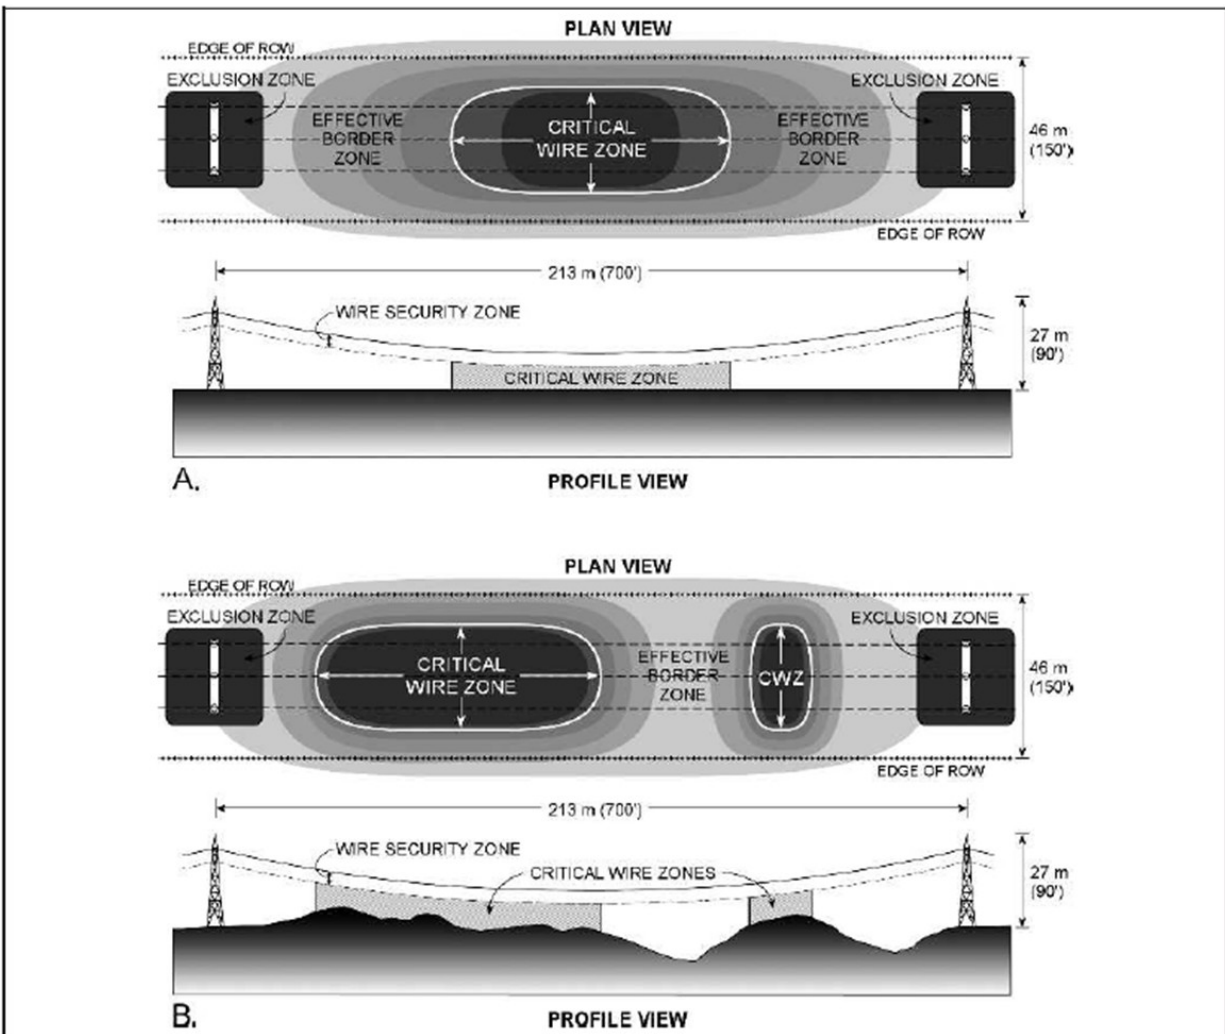 PLAN VIEW
EDGE OF ROW
EXCLUSION ZONE
EXCLUSION ZONE
EFFECTIVE
BORDER
ZONE
CRITICAL
WIRE ZONE
EFFECTIVE
BORDER
ZONE
46 m
(150')
EDGE OF ROW
213 m (700')
WIRE SECURITY ZONE
27 m
(90')
CRITICAL WIRE ZONE
A.
PROFILE VIEW
PLAN VIEW
EDGE OF ROW
EXCLUSION ZONE
EXCLUSION ZONE
CRITICAL
WIRE ZONE
EFFECTIVE
BORDER
ZONE
CWZ
46 m
(150')
EDGE OF ROW
213 m (700')
WIRE SECURITY ZONE
CRITICAL WIRE ZONES
27 m
(90')
B.
PROFILE VIEW